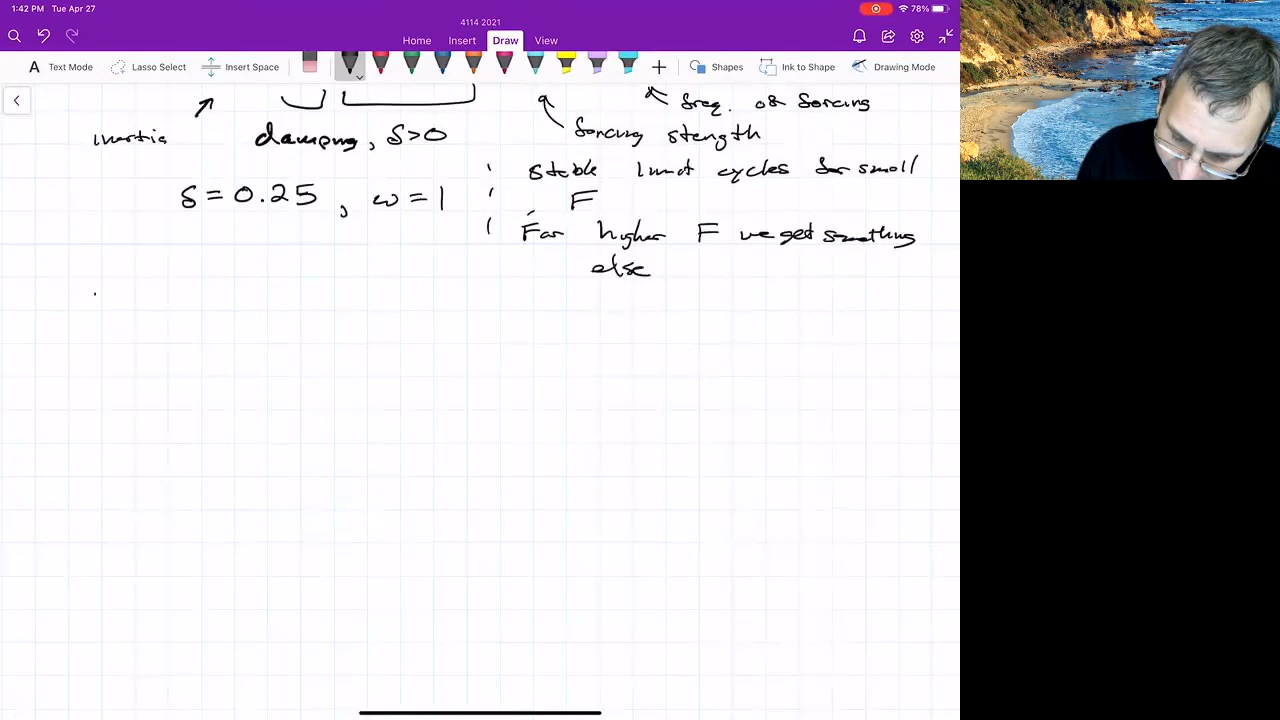 1:42 PM Tue Apr 27
78%
4114 2021
Home Insert Draw View
A Text Mode Lasso Select Insert Space Shapes Ink to Shape Drawing Mode
freq. of forcing
inertia damping, δ>0 forcing stength
stable limit cycles for small
δ = 0.25, ω = 1 F
For higher F we get something
else